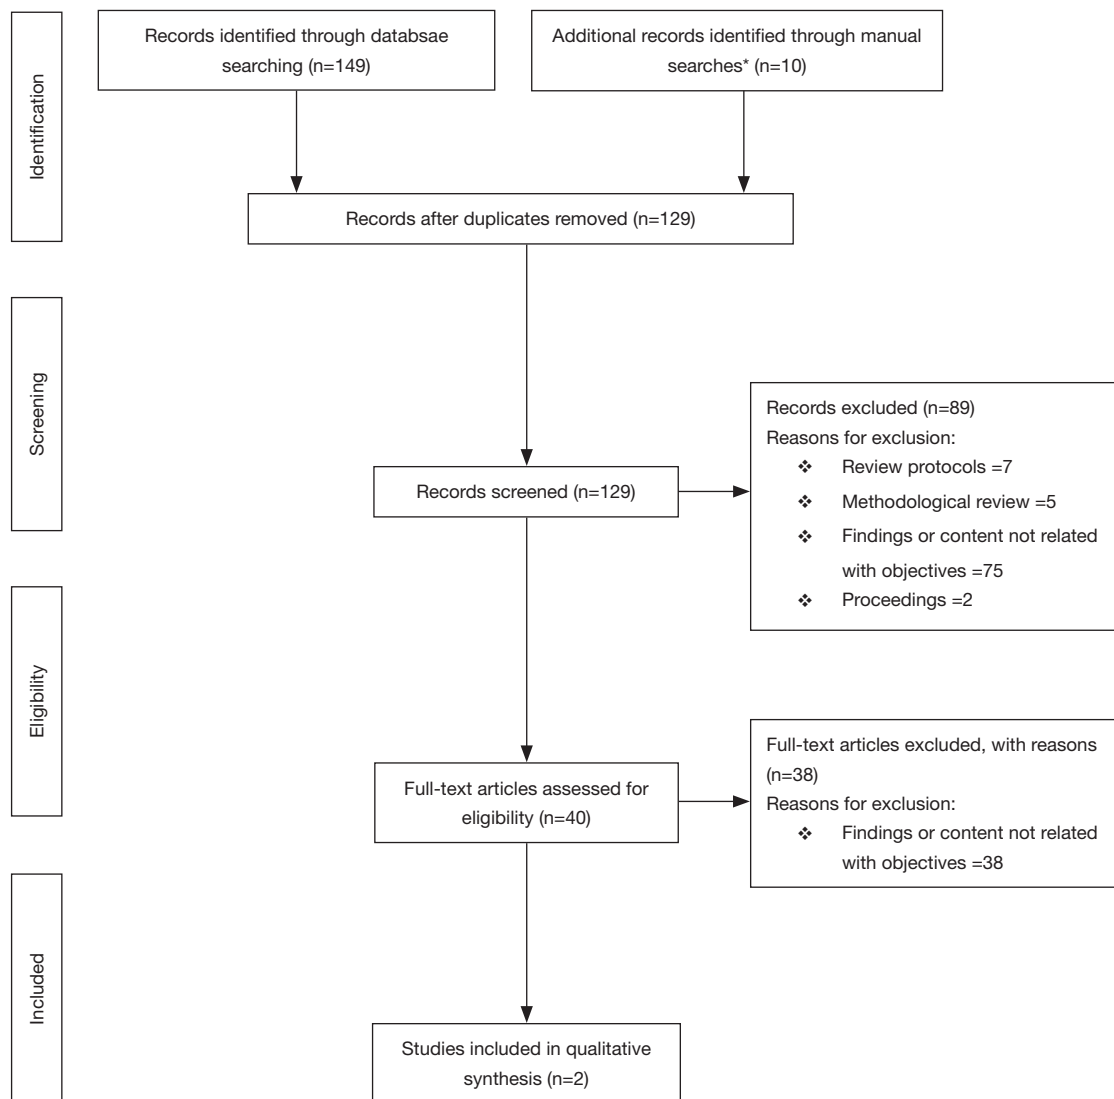 Identification
Records identified through databsae
searching (n=149)
Additional records identified through manual
searches* (n=10)
Records after duplicates removed (n=129)
Screening
Records screened (n=129)
Records excluded (n=89)
Reasons for exclusion:
❖ Review protocols =7
❖ Methodological review =5
❖ Findings or content not related
with objectives =75
❖ Proceedings =2
Eligibility
Full-text articles assessed for
eligibility (n=40)
Full-text articles excluded, with reasons
(n=38)
Reasons for exclusion:
❖ Findings or content not related
with objectives =38
Included
Studies included in qualitative
synthesis (n=2)